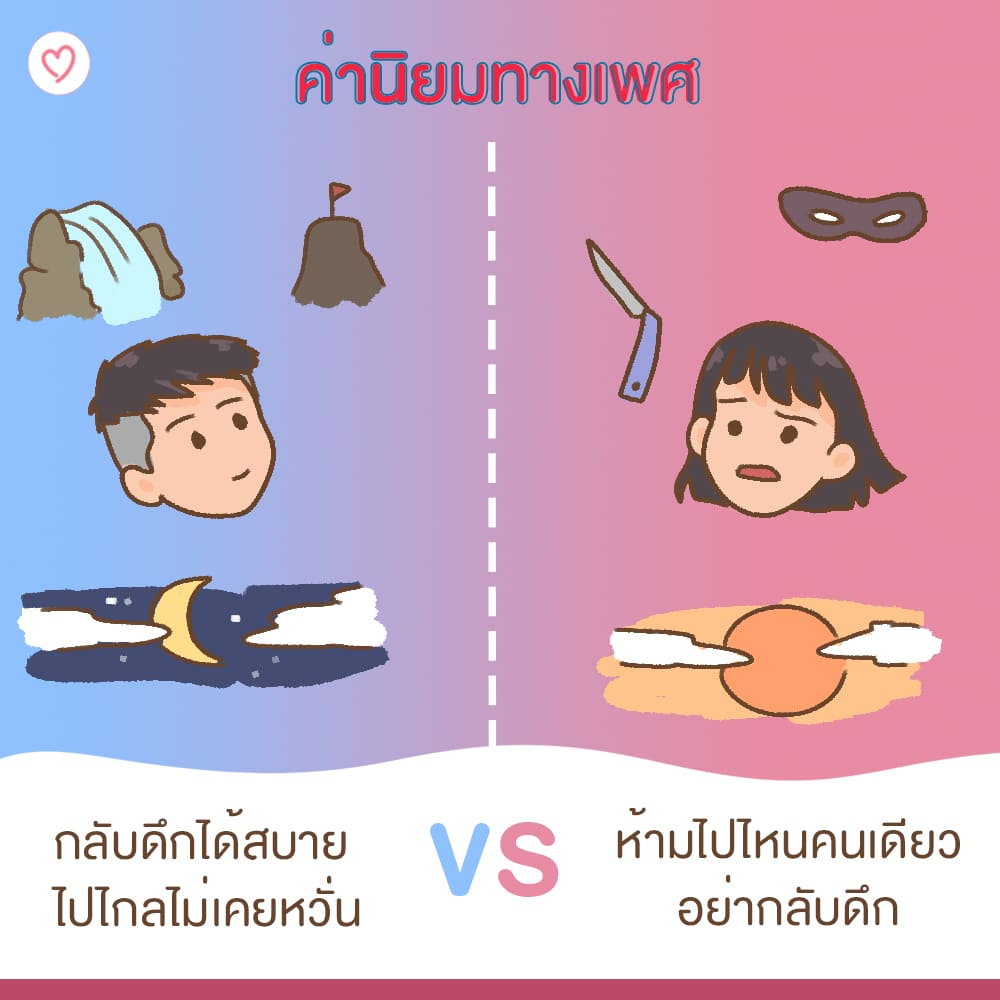 ค่านิยมทางเพศ
กลับดึกได้สบาย
ไปไกลไม่เคยหวั่น
VS
ห้ามไปไหนคนเดียว
อย่ากลับดึก